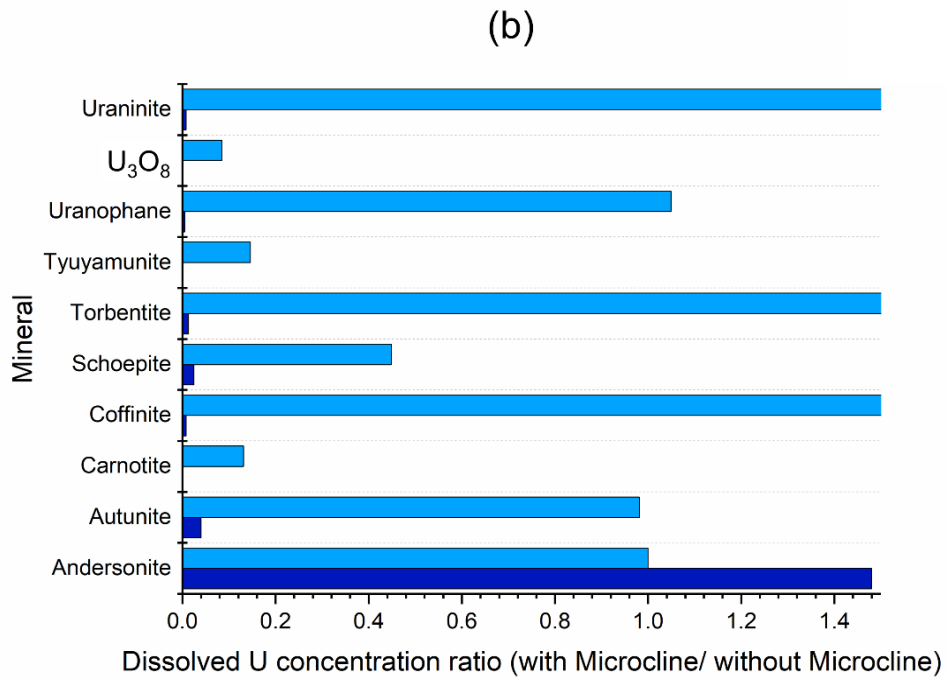 (b)
Uraninite
U₃O₈
Uranophane
Tyuyamunite
Torbentite
Schoepite
Coffinite
Carnotite
Autunite
Andersonite
Mineral
0.0 0.2 0.4 0.6 0.8 1.0 1.2 1.4
Dissolved U concentration ratio (with Microcline/ without Microcline)